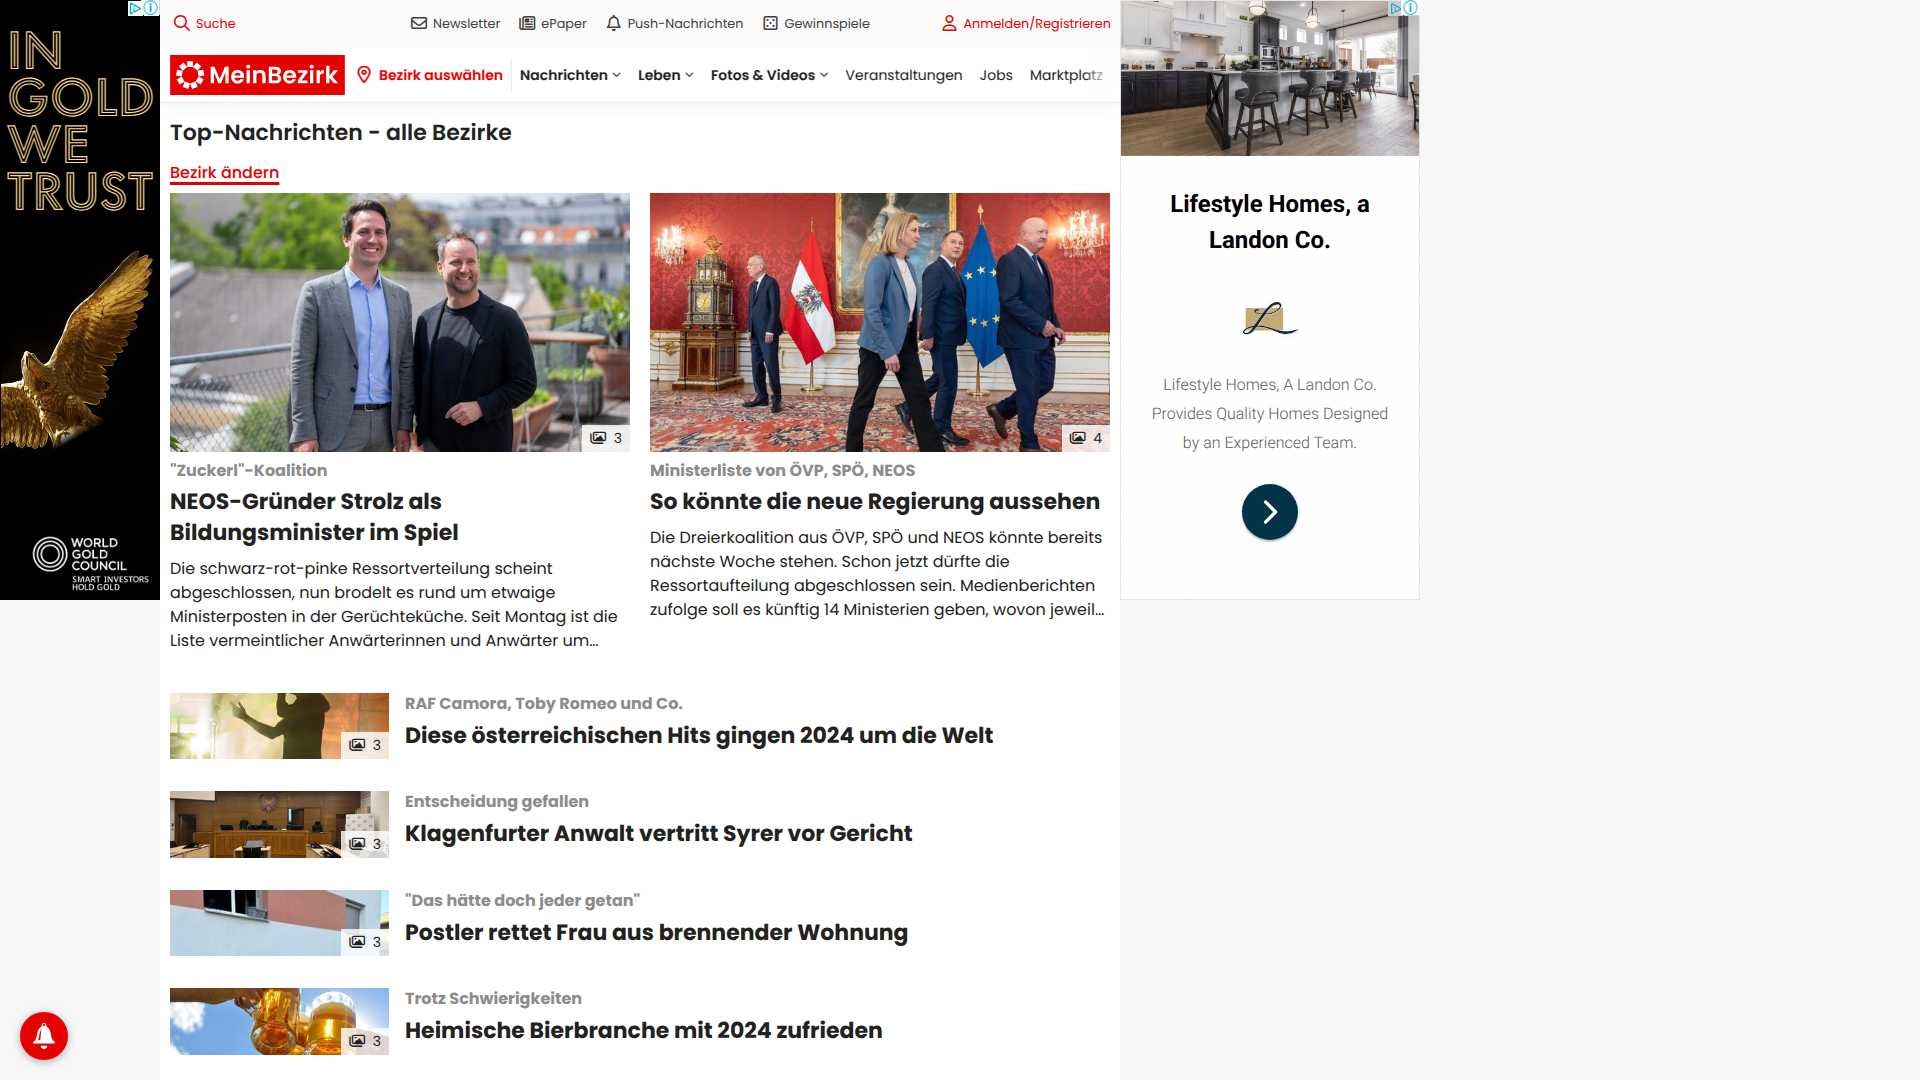 IN
GOLD
WE
TRUST
WORLD
GOLD
COUNCIL
SMART INVESTORS
HOLD GOLD
Suche
Newsletter
ePaper
Push-Nachrichten
Gewinnspiele
Anmelden/Registrieren
MeinBezirk
Bezirk auswählen
Nachrichten
Leben
Fotos & Videos
Veranstaltungen
Jobs
Marktplatz
Top-Nachrichten - alle Bezirke
Bezirk ändern
3
"Zuckerl"-Koalition
NEOS-Gründer Strolz als
Bildungsminister im Spiel
Die schwarz-rot-pinke Ressortverteilung scheint
abgeschlossen, nun brodelt es rund um etwaige
Ministerposten in der Gerüchteküche. Seit Montag ist die
Liste vermeintlicher Anwärterinnen und Anwärter um...
4
Ministerliste von ÖVP, SPÖ, NEOS
So könnte die neue Regierung aussehen
Die Dreierkoalition aus ÖVP, SPÖ und NEOS könnte bereits
nächste Woche stehen. Schon jetzt dürfte die
Ressortaufteilung abgeschlossen sein. Medienberichten
zufolge soll es künftig 14 Ministerien geben, wovon jeweil...
3
RAF Camora, Toby Romeo und Co.
Diese österreichischen Hits gingen 2024 um die Welt
3
Entscheidung gefallen
Klagenfurter Anwalt vertritt Syrer vor Gericht
3
"Das hätte doch jeder getan"
Postler rettet Frau aus brennender Wohnung
3
Trotz Schwierigkeiten
Heimische Bierbranche mit 2024 zufrieden
Lifestyle Homes, a
Landon Co.
L
Lifestyle Homes, A Landon Co.
Provides Quality Homes Designed
by an Experienced Team.